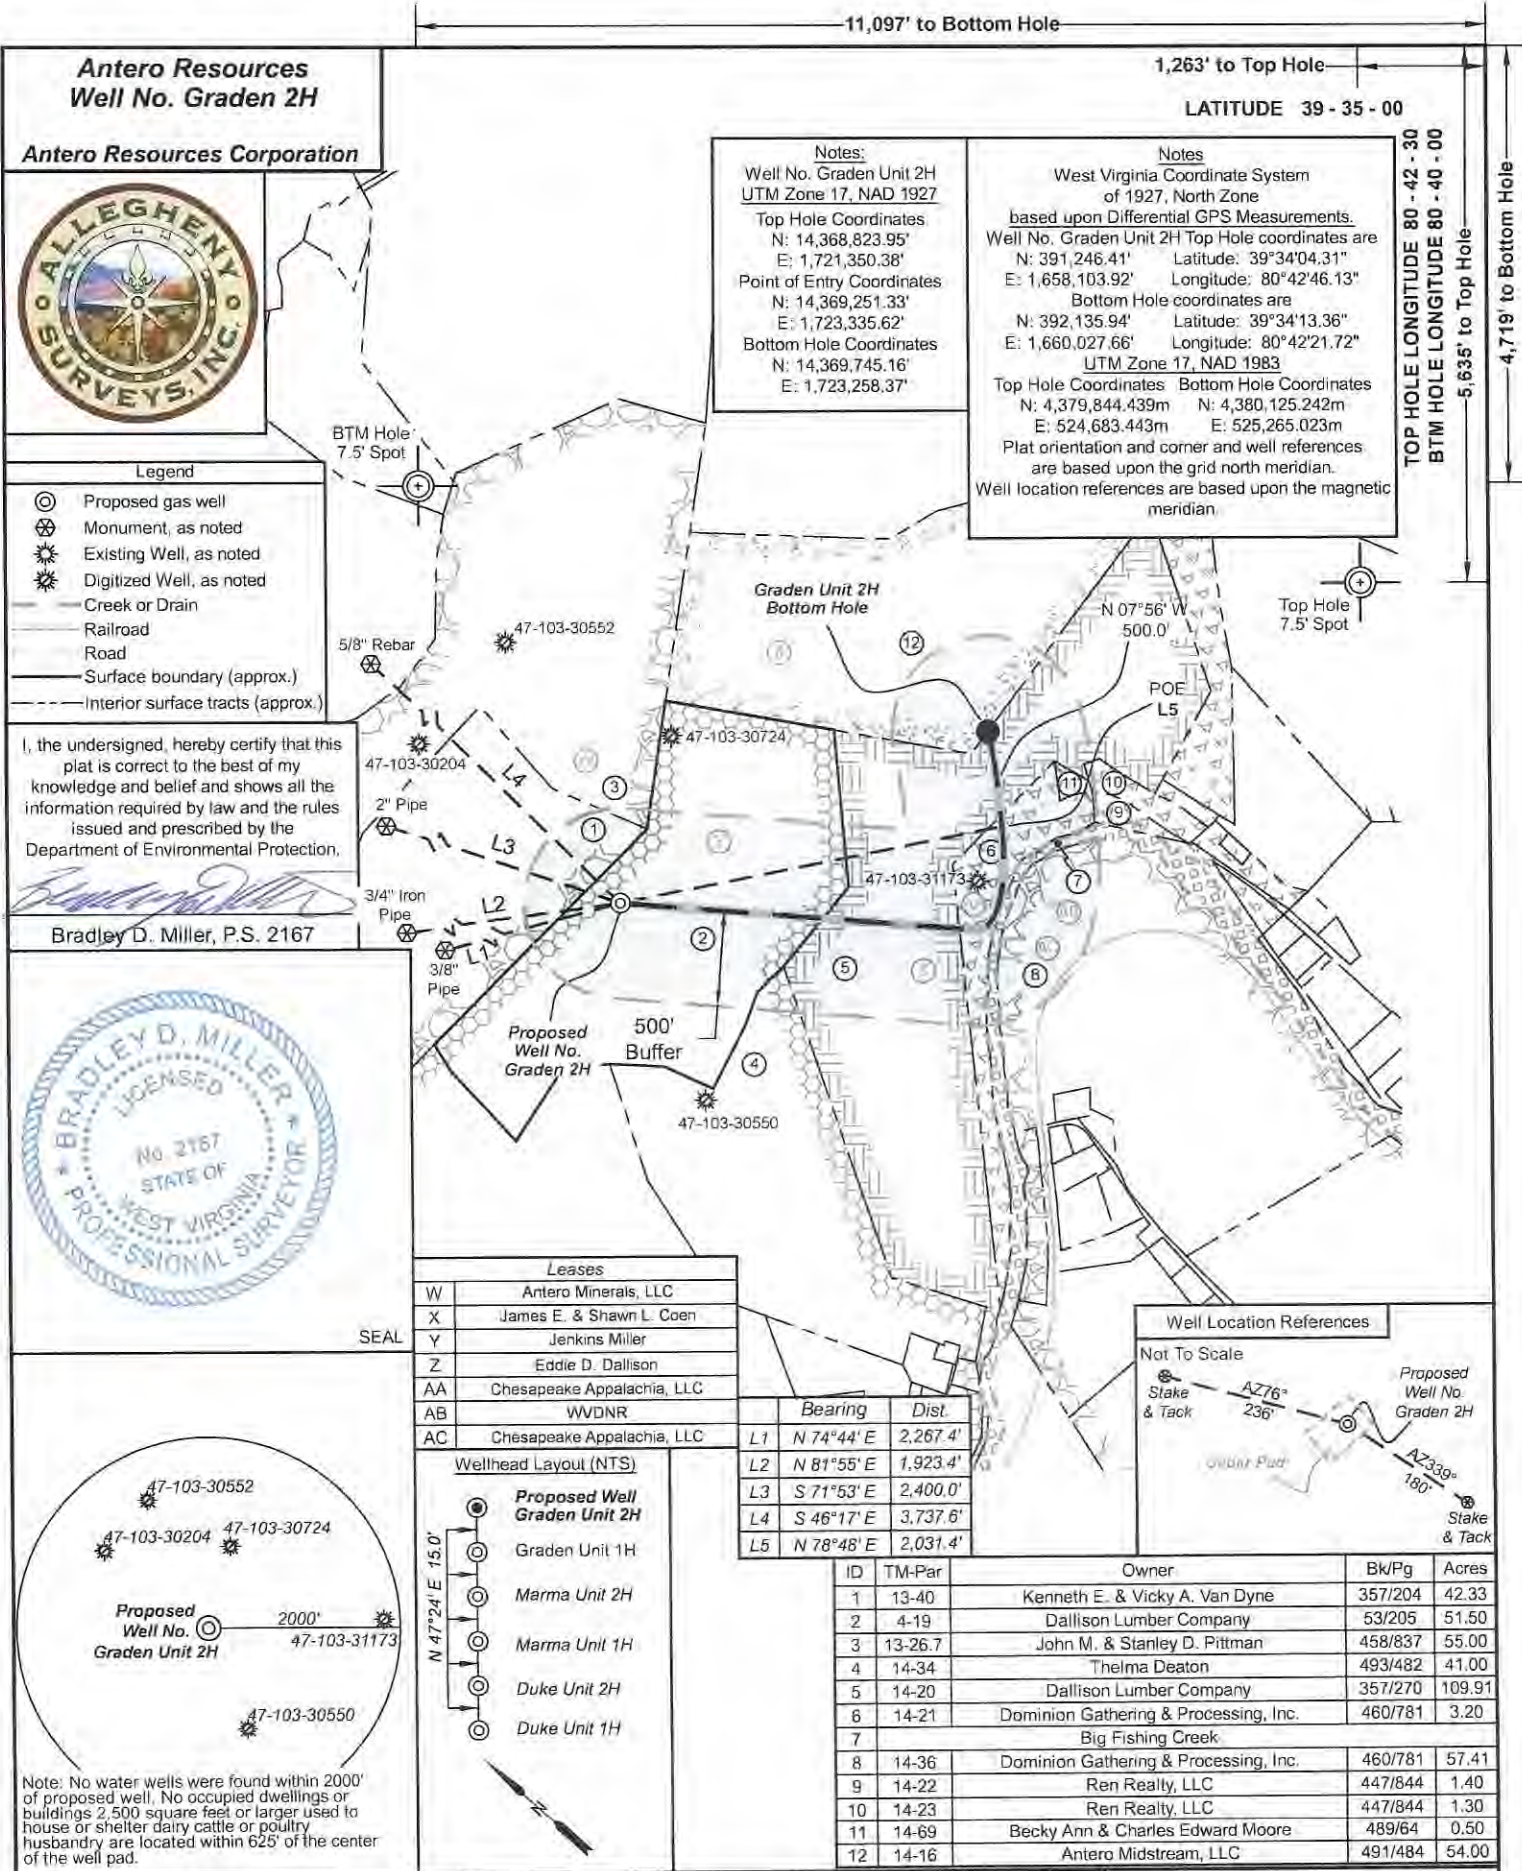 11,097' to Bottom Hole
1,263' to Top Hole
LATITUDE 39 - 35 - 00
TOP HOLE LONGITUDE 80 - 42 - 30
BTM HOLE LONGITUDE 80 - 40 - 00
5,635' to Top Hole
4,719' to Bottom Hole
Antero Resources
Well No. Graden 2H
Antero Resources Corporation
ALLEGHENY
SURVEYS, INC.
Notes:
Well No. Graden Unit 2H
UTM Zone 17, NAD 1927
Top Hole Coordinates
N: 14,368,823.95'
E: 1,721,350.38'
Point of Entry Coordinates
N: 14,369,251.33'
E: 1,723,335.62'
Bottom Hole Coordinates
N: 14,369,745.16'
E: 1,723,258.37'
Notes
West Virginia Coordinate System
of 1927, North Zone
based upon Differential GPS Measurements.
Well No. Graden Unit 2H Top Hole coordinates are
N: 391,246.41' Latitude: 39°34'04.31"
E: 1,658,103.92' Longitude: 80°42'46.13"
Bottom Hole coordinates are
N: 392,135.94' Latitude: 39°34'13.36"
E: 1,660,027.66' Longitude: 80°42'21.72"
UTM Zone 17, NAD 1983
Top Hole Coordinates Bottom Hole Coordinates
N: 4,379,844.439m N: 4,380,125.242m
E: 524,683.443m E: 525,265.023m
Plat orientation and corner and well references
are based upon the grid north meridian.
Well location references are based upon the magnetic
meridian.
BTM Hole
7.5' Spot
Legend
Proposed gas well
Monument, as noted
Existing Well, as noted
Digitized Well, as noted
Creek or Drain
Railroad
Road
Surface boundary (approx.)
Interior surface tracts (approx.)
I, the undersigned, hereby certify that this
plat is correct to the best of my
knowledge and belief and shows all the
information required by law and the rules
issued and prescribed by the
Department of Environmental Protection.
Bradley D. Miller, P.S. 2167
BRADLEY D. MILLER
LICENSED
No. 2167
STATE OF
WEST VIRGINIA
PROFESSIONAL SURVEYOR
SEAL
Top Hole
7.5' Spot
Graden Unit 2H
Bottom Hole
N 07°56' W
500.0'
POE
L5
47-103-30552
5/8" Rebar
47-103-30204
47-103-30724
2" Pipe
3/4" Iron
Pipe
3/8"
Pipe
L4
L3
L2
L1
47-103-31173
1
2
3
4
5
6
7
8
9
10
11
12
Proposed
Well No.
Graden 2H
500'
Buffer
47-103-30550
Leases
W Antero Minerals, LLC
X James E. & Shawn L. Coen
Y Jenkins Miller
Z Eddie D. Dallison
AA Chesapeake Appalachia, LLC
AB WVDNR
AC Chesapeake Appalachia, LLC
Bearing Dist.
L1 N 74°44' E 2,267.4'
L2 N 81°55' E 1,923.4'
L3 S 71°53' E 2,400.0'
L4 S 46°17' E 3,737.6'
L5 N 78°48' E 2,031.4'
Well Location References
Not To Scale
Stake
& Tack
AZ76°
236'
Proposed
Well No.
Graden 2H
AZ339°
180'
Stake
& Tack
47-103-30552
47-103-30204
47-103-30724
Proposed
Well No.
Graden Unit 2H
2000'
47-103-31173
47-103-30550
Note: No water wells were found within 2000'
of proposed well. No occupied dwellings or
buildings 2,500 square feet or larger used to
house or shelter dairy cattle or poultry
husbandry are located within 625' of the center
of the well pad.
Wellhead Layout (NTS)
Proposed Well
Graden Unit 2H
Graden Unit 1H
Marma Unit 2H
Marma Unit 1H
Duke Unit 2H
Duke Unit 1H
N 47°24' E 15.0'
N
ID TM-Par Owner Bk/Pg Acres
1 13-40 Kenneth E. & Vicky A. Van Dyne 357/204 42.33
2 4-19 Dallison Lumber Company 53/205 51.50
3 13-26.7 John M. & Stanley D. Pittman 458/837 55.00
4 14-34 Thelma Deaton 493/482 41.00
5 14-20 Dallison Lumber Company 357/270 109.91
6 14-21 Dominion Gathering & Processing, Inc. 460/781 3.20
7 Big Fishing Creek
8 14-36 Dominion Gathering & Processing, Inc. 460/781 57.41
9 14-22 Ren Realty, LLC 447/844 1.40
10 14-23 Ren Realty, LLC 447/844 1.30
11 14-69 Becky Ann & Charles Edward Moore 489/64 0.50
12 14-16 Antero Midstream, LLC 491/484 54.00